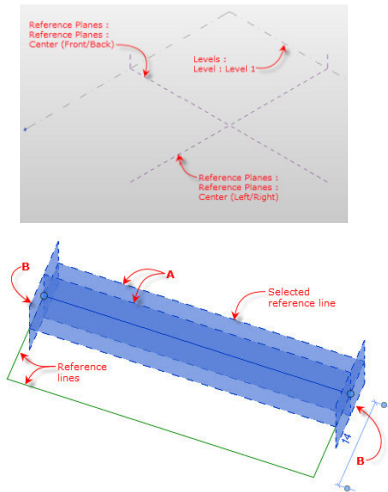 Reference Planes :
Reference Planes :
Center (Front/Back)
Levels :
Level : Level 1
Reference Planes :
Reference Planes :
Center (Left/Right)
B
A
Selected
reference line
Reference
lines
14
B